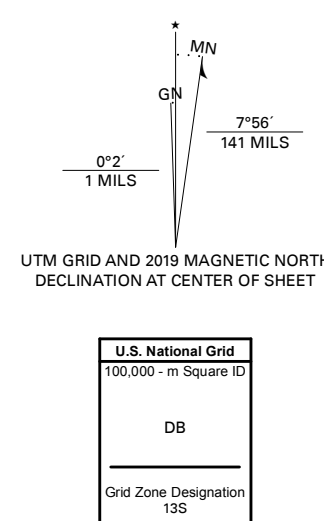 ★
MN
GN
7°56´
141 MILS
0°2´
1 MILS
UTM GRID AND 2019 MAGNETIC NORTH
DECLINATION AT CENTER OF SHEET
U.S. National Grid
100,000 - m Square ID
DB
Grid Zone Designation
13S